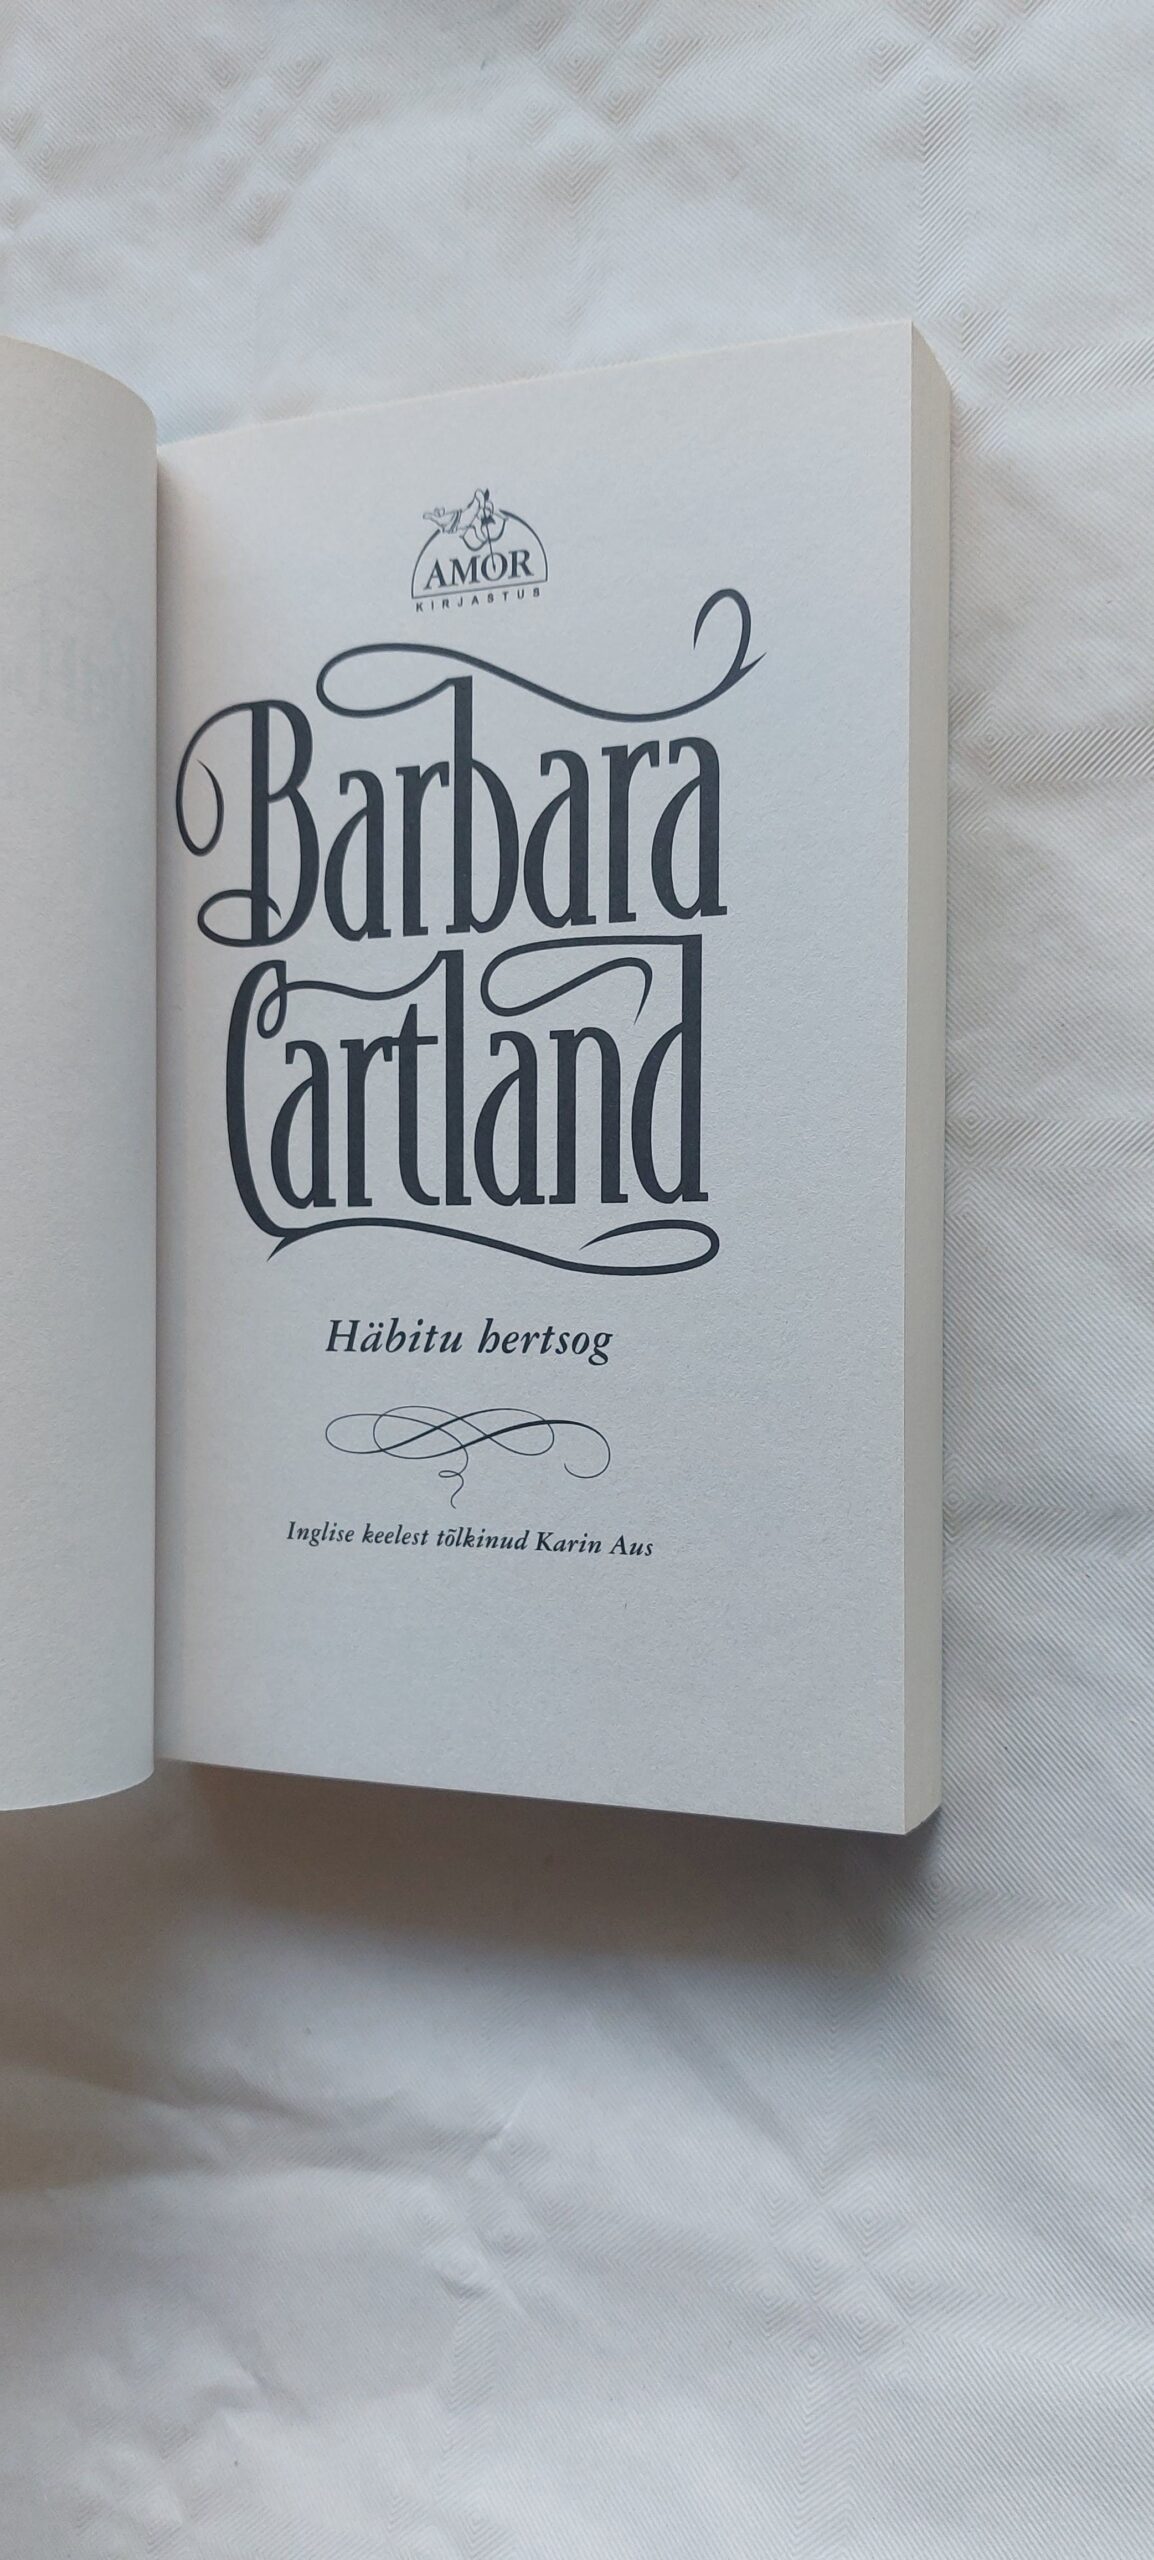 AMOR
KIRJASTUS
Barbara
Cartland
Häbitu hertsog
Inglise keelest tõlkinud Karin Aus